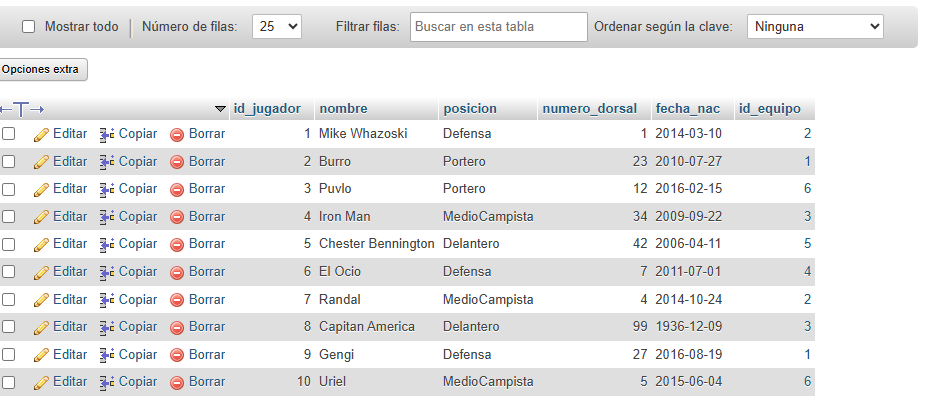 Mostrar todo Número de filas: 25 Filtrar filas: Buscar en esta tabla Ordenar según la clave: Ninguna
Opciones extra
←T→ id_jugador nombre posicion numero_dorsal fecha_nac id_equipo
Editar Copiar Borrar 1 Mike Whazoski Defensa 1 2014-03-10 2
Editar Copiar Borrar 2 Burro Portero 23 2010-07-27 1
Editar Copiar Borrar 3 Puvlo Portero 12 2016-02-15 6
Editar Copiar Borrar 4 Iron Man MedioCampista 34 2009-09-22 3
Editar Copiar Borrar 5 Chester Bennington Delantero 42 2006-04-11 5
Editar Copiar Borrar 6 El Ocio Defensa 7 2011-07-01 4
Editar Copiar Borrar 7 Randal MedioCampista 4 2014-10-24 2
Editar Copiar Borrar 8 Capitan America Delantero 99 1936-12-09 3
Editar Copiar Borrar 9 Gengi Defensa 27 2016-08-19 1
Editar Copiar Borrar 10 Uriel MedioCampista 5 2015-06-04 6